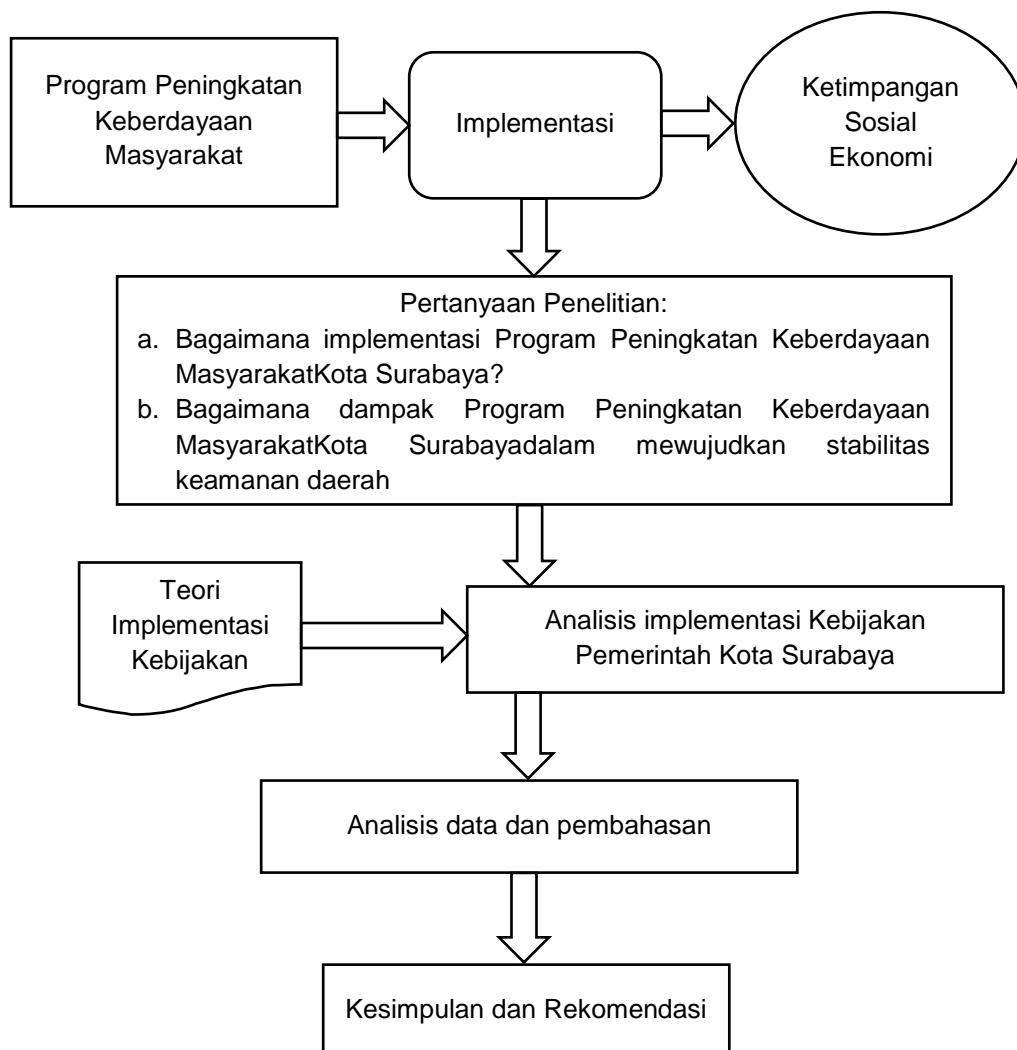 Program Peningkatan
Keberdayaan
Masyarakat
Implementasi
Ketimpangan
Sosial
Ekonomi
Pertanyaan Penelitian:
a. Bagaimana implementasi Program Peningkatan Keberdayaan
MasyarakatKota Surabaya?
b. Bagaimana dampak Program Peningkatan Keberdayaan
MasyarakatKota Surabayadalam mewujudkan stabilitas
keamanan daerah
Teori
Implementasi
Kebijakan
Analisis implementasi Kebijakan
Pemerintah Kota Surabaya
Analisis data dan pembahasan
Kesimpulan dan Rekomendasi